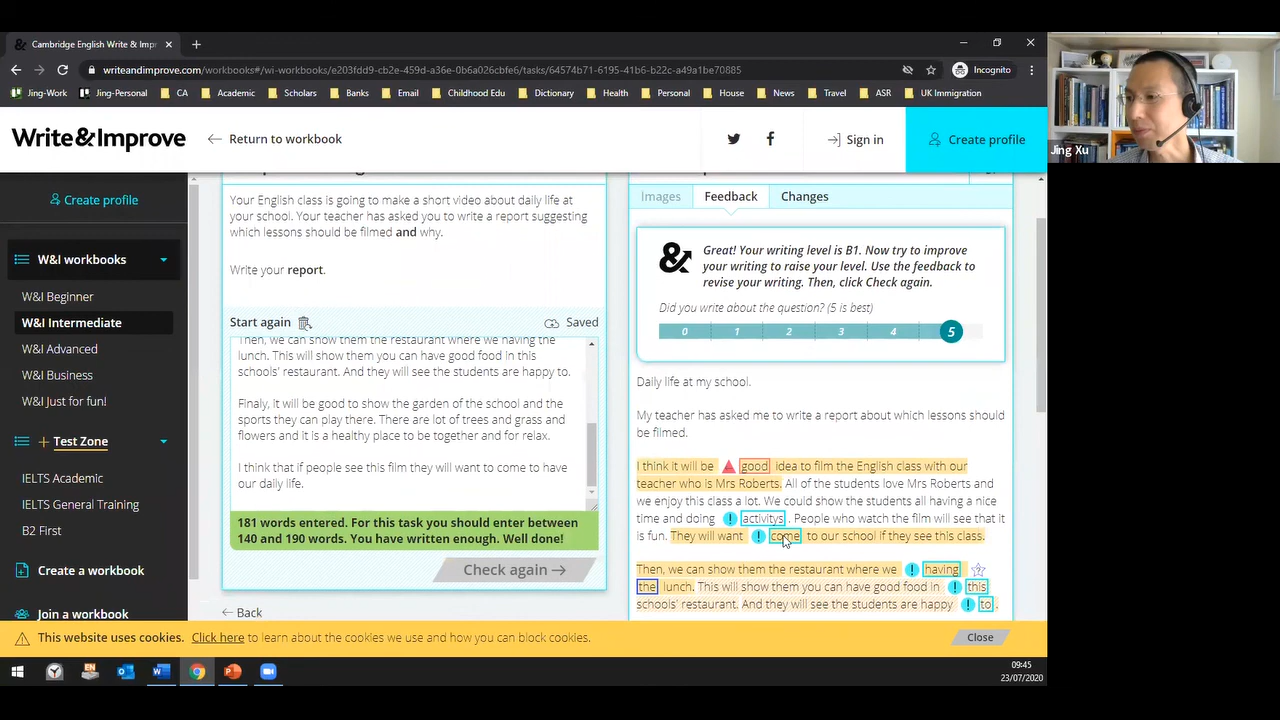 Cambridge English Write & Impr
writeandimprove.com/workbooks#/wi-workbooks/e203fdd9-cb2e-459d-a36e-0b6a026cbfe6/tasks/64574b71-6195-41b6-b22c-a49a1be70885
Incognito
Jing-Work
Jing-Personal
CA
Academic
Scholars
Banks
Email
Childhood Edu
Dictionary
Health
Personal
House
News
Travel
ASR
UK Immigration
Write&Improve
Return to workbook
Sign in
Create profile
Jing Xu
Create profile
W&I workbooks
W&I Beginner
W&I Intermediate
W&I Advanced
W&I Business
W&I Just for fun!
+ Test Zone
IELTS Academic
IELTS General Training
B2 First
Create a workbook
Join a workbook
Your English class is going to make a short video about daily life at
your school. Your teacher has asked you to write a report suggesting
which lessons should be filmed and why.
Write your report.
Start again
Saved
Then, we can show them the restaurant where we having the
lunch. This will show them you can have good food in this
schools' restaurant. And they will see the students are happy to.
Finaly, it will be good to show the garden of the school and the
sports they can play there. There are lot of trees and grass and
flowers and it is a healthy place to be together and for relax.
I think that if people see this film they will want to come to have
our daily life.
181 words entered. For this task you should enter between
140 and 190 words. You have written enough. Well done!
Check again
Back
Images
Feedback
Changes
&
Great! Your writing level is B1. Now try to improve
your writing to raise your level. Use the feedback to
revise your writing. Then, click Check again.
Did you write about the question? (5 is best)
0 1 2 3 4 5
Daily life at my school.
My teacher has asked me to write a report about which lessons should
be filmed.
I think it will be good idea to film the English class with our
teacher who is Mrs Roberts. All of the students love Mrs Roberts and
we enjoy this class a lot. We could show the students all having a nice
time and doing ! activitys . People who watch the film will see that it
is fun. They will want ! come to our school if they see this class.
Then, we can show them the restaurant where we ! having
the lunch. This will show them you can have good food in ! this
schools' restaurant. And they will see the students are happy ! to .
This website uses cookies. Click here to learn about the cookies we use and how you can block cookies.
Close
09:45
23/07/2020